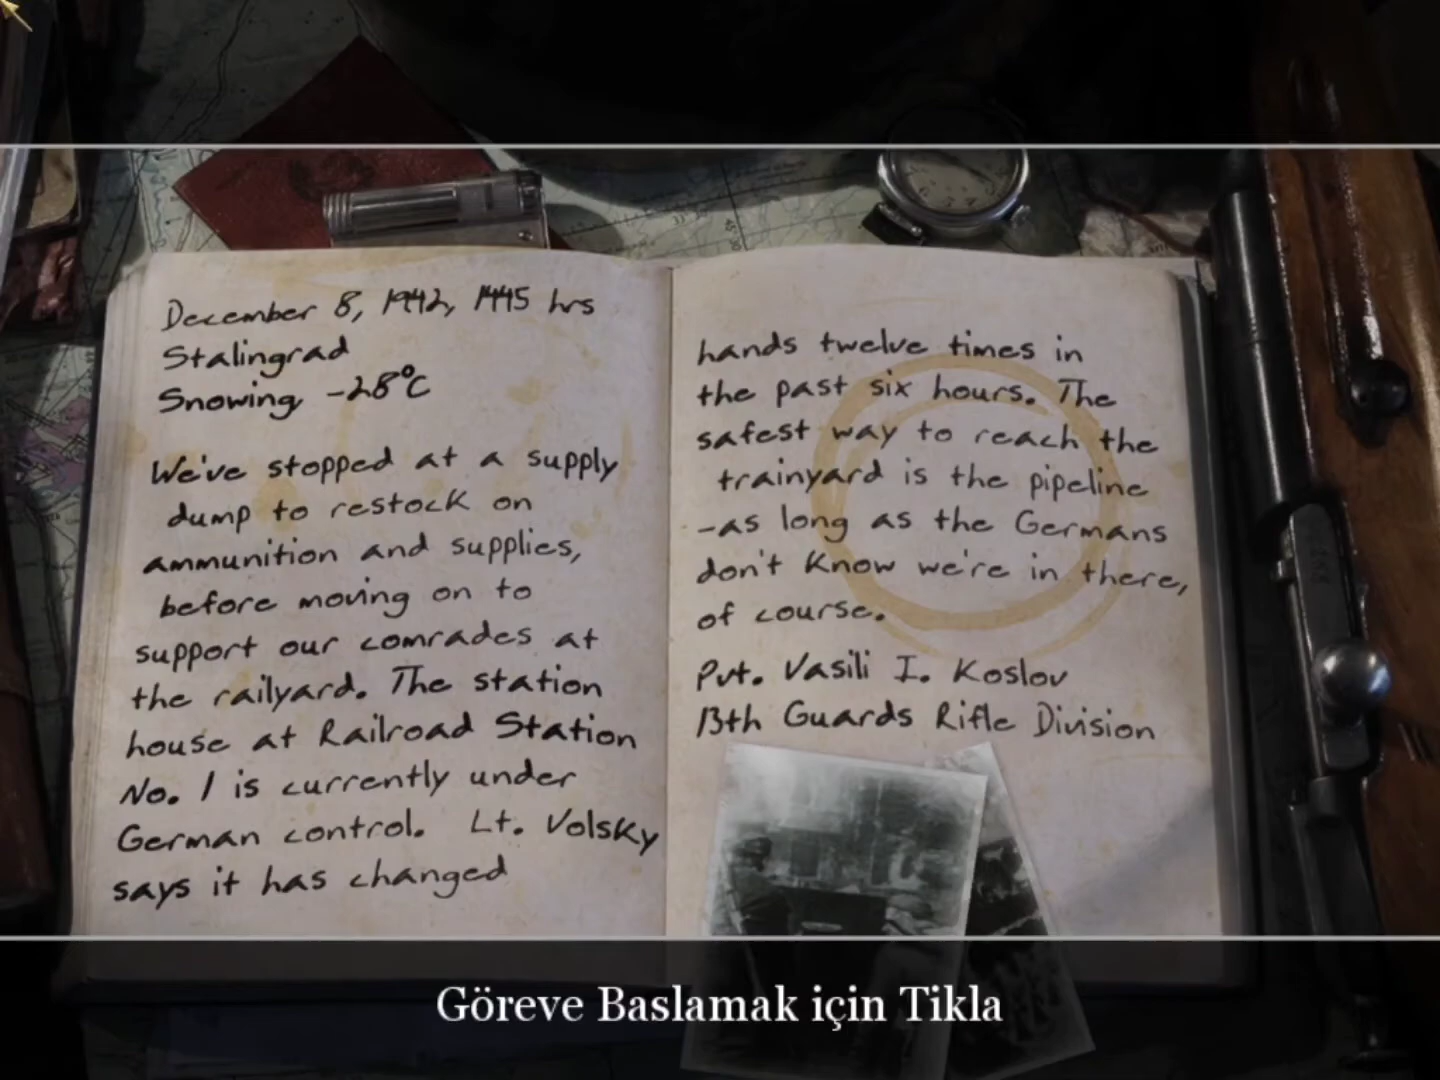 December 8, 1942, 1445 hrs
Stalingrad
Snowing -28°C
We've stopped at a supply
dump to restock on
ammunition and supplies,
before moving on to
support our comrades at
the railyard. The station
house at Railroad Station
No. 1 is currently under
German control. Lt. Volsky
says it has changed
hands twelve times in
the past six hours. The
safest way to reach the
trainyard is the pipeline
-as long as the Germans
don't know we're in there,
of course.
Pvt. Vasili I. Koslov
13th Guards Rifle Division
Göreve Baslamak için Tikla